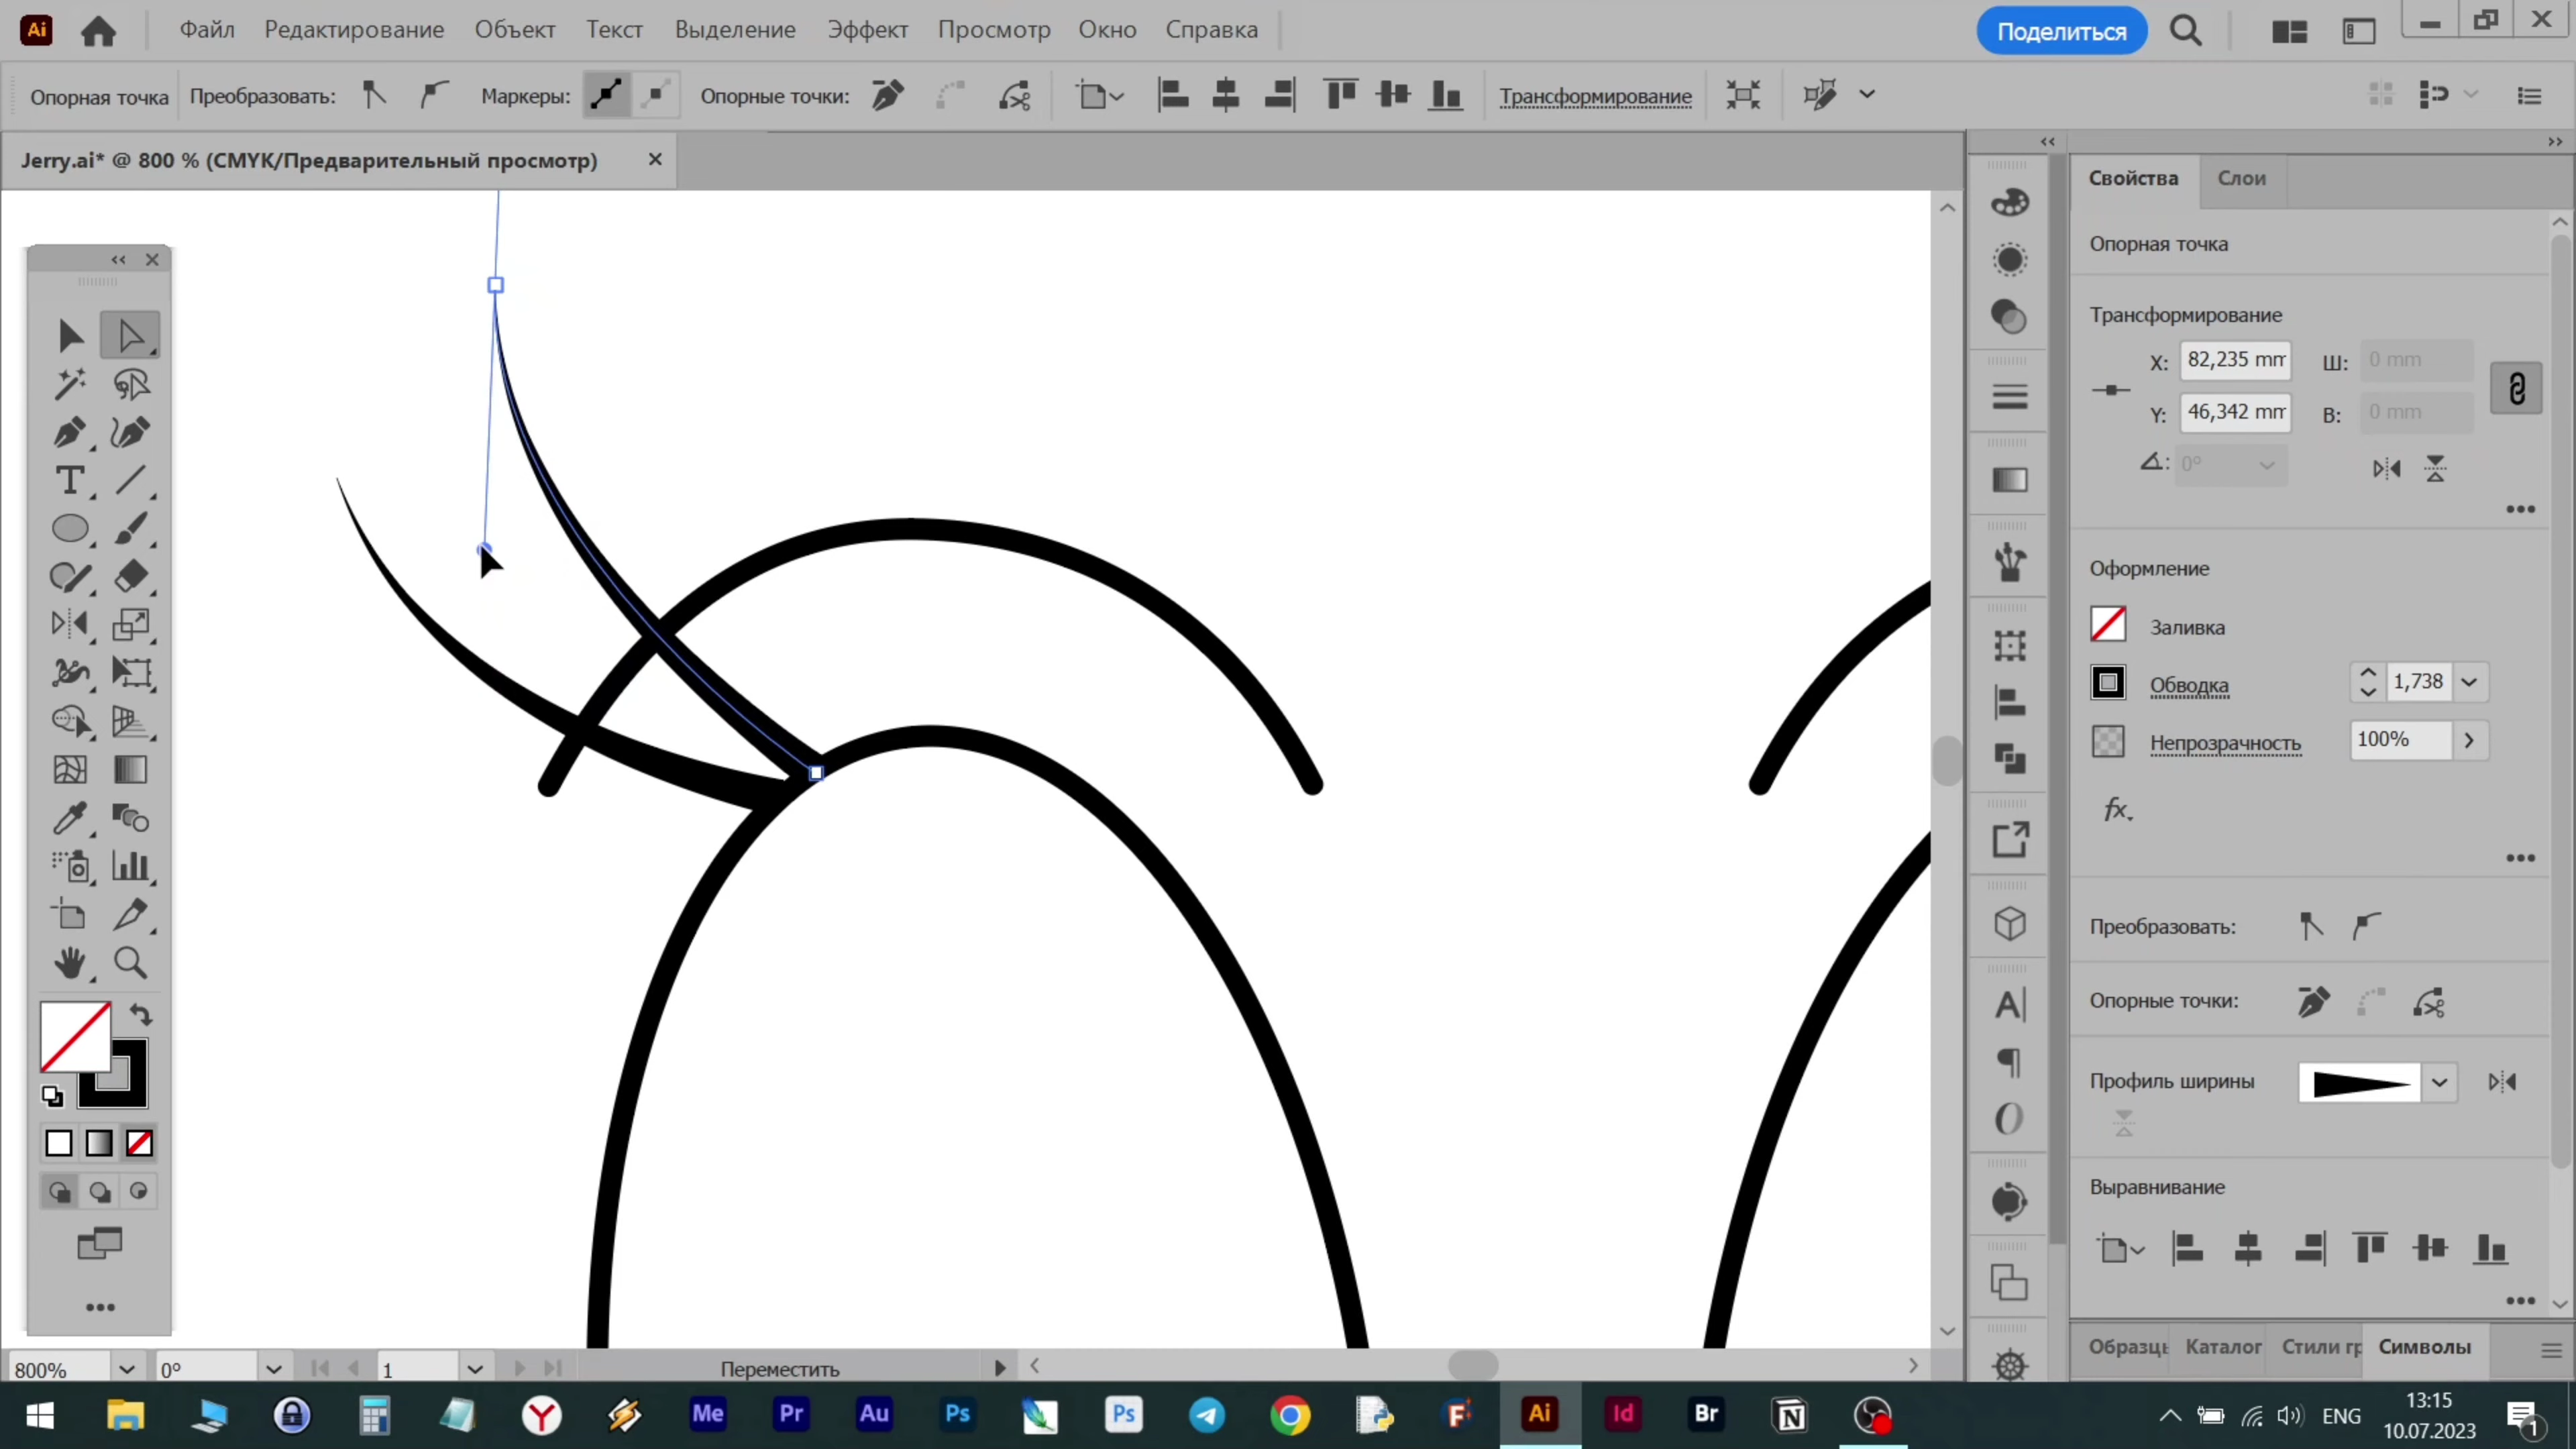 Ai Файл Редактирование Объект Текст Выделение Эффект Просмотр Окно Справка Поделиться
Опорная точка Преобразовать: Маркеры: Опорные точки: Трансформирование
Jerry.ai* @ 800 % (CMYK/Предварительный просмотр)
Свойства Слои
Опорная точка
Трансформирование
X: 82,235 mm Ш: 0 mm
Y: 46,342 mm В: 0 mm
0°
Оформление
Заливка
Обводка 1,738
Непрозрачность 100%
fx
Преобразовать:
Опорные точки:
Профиль ширины
Выравнивание
Образцы Каталог Стили гр Символы
800% 0° 1 Переместить
Me Pr Au Ps Ps Ai Id Br ENG
13:15
10.07.2023
1